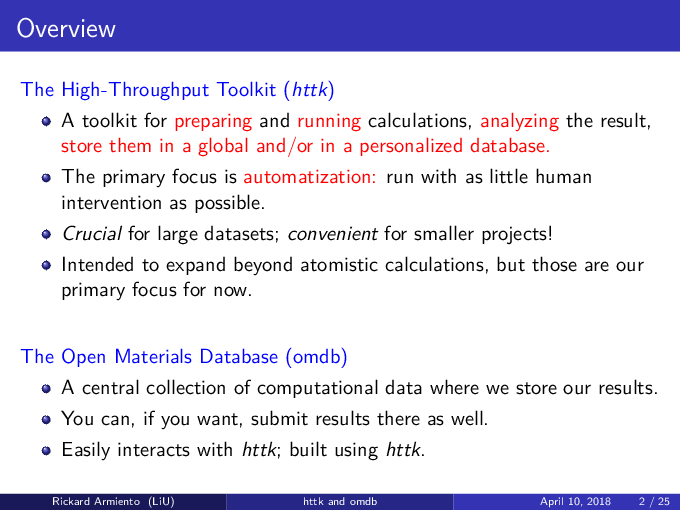 Overview
The High-Throughput Toolkit (httk)
A toolkit for preparing and running calculations, analyzing the result,
store them in a global and/or in a personalized database.
The primary focus is automatization: run with as little human
intervention as possible.
Crucial for large datasets; convenient for smaller projects!
Intended to expand beyond atomistic calculations, but those are our
primary focus for now.
The Open Materials Database (omdb)
A central collection of computational data where we store our results.
You can, if you want, submit results there as well.
Easily interacts with httk; built using httk.
Rickard Armiento (LiU) httk and omdb April 10, 2018 2 / 25